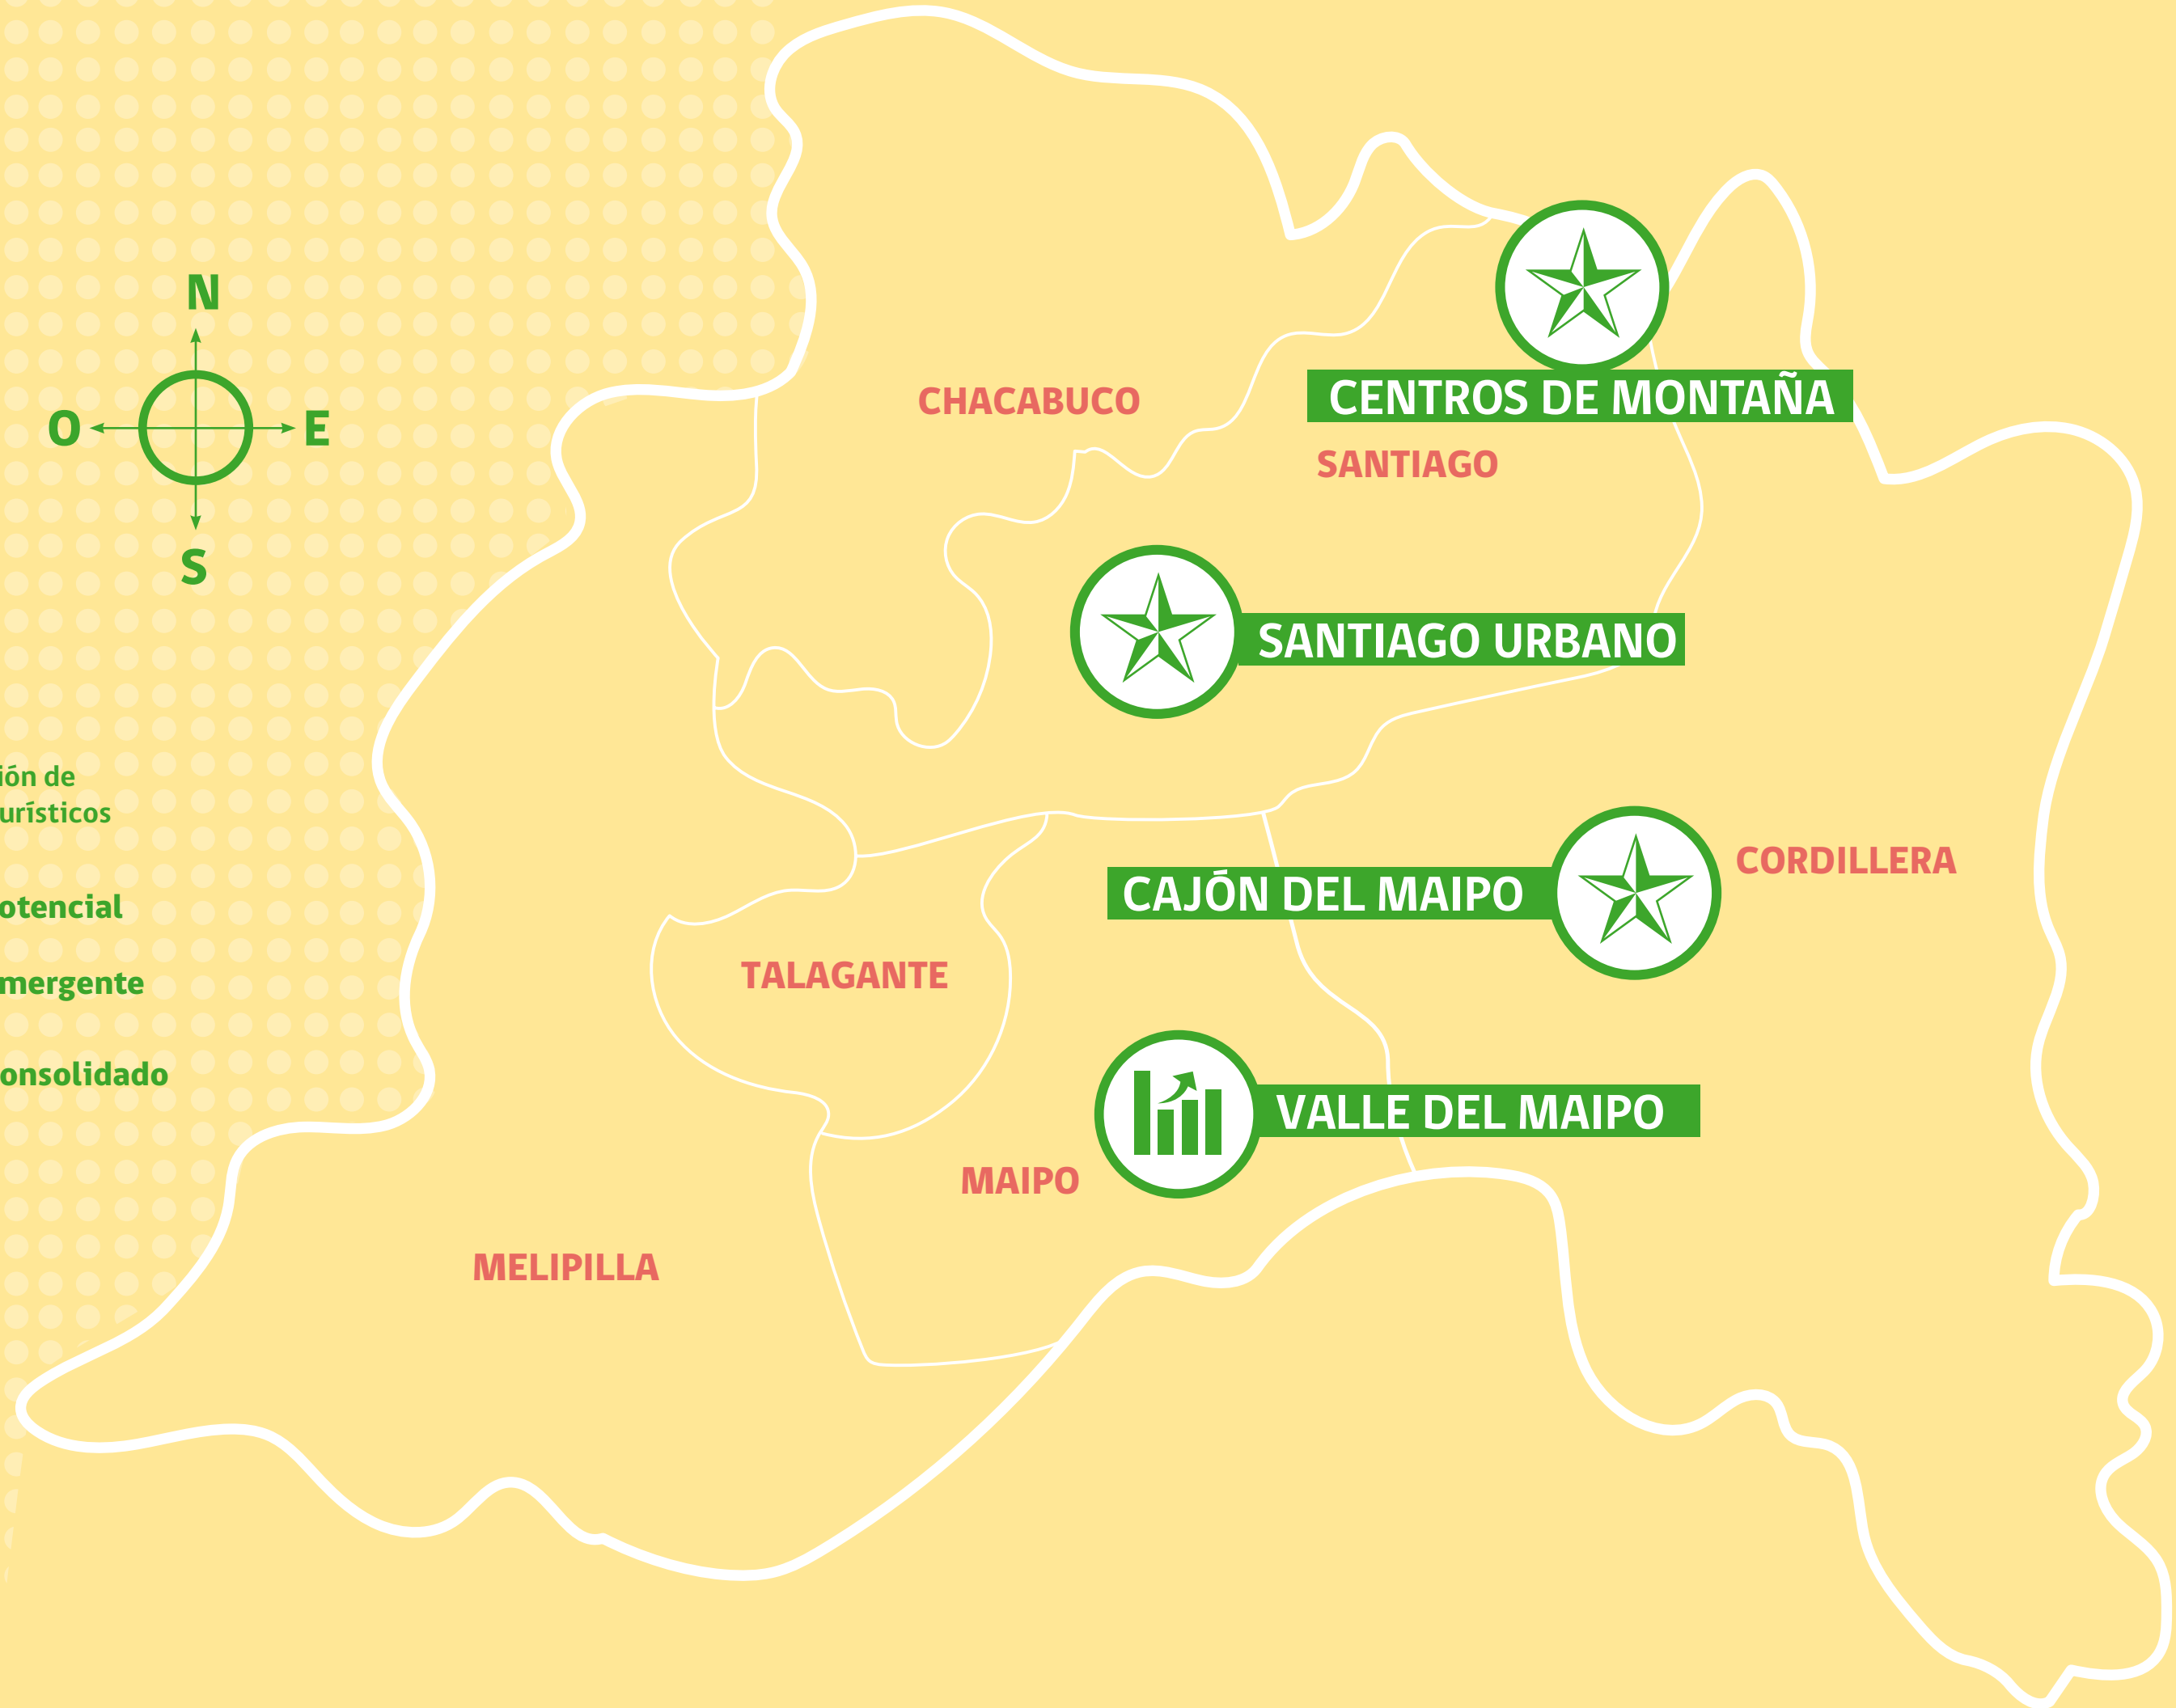 N
O
E
S
ión de
urísticos
otencial
mergente
onsolidado
CHACABUCO
CENTROS DE MONTAÑA
SANTIAGO
SANTIAGO URBANO
CORDILLERA
CAJÓN DEL MAIPO
TALAGANTE
VALLE DEL MAIPO
MAIPO
MELIPILLA